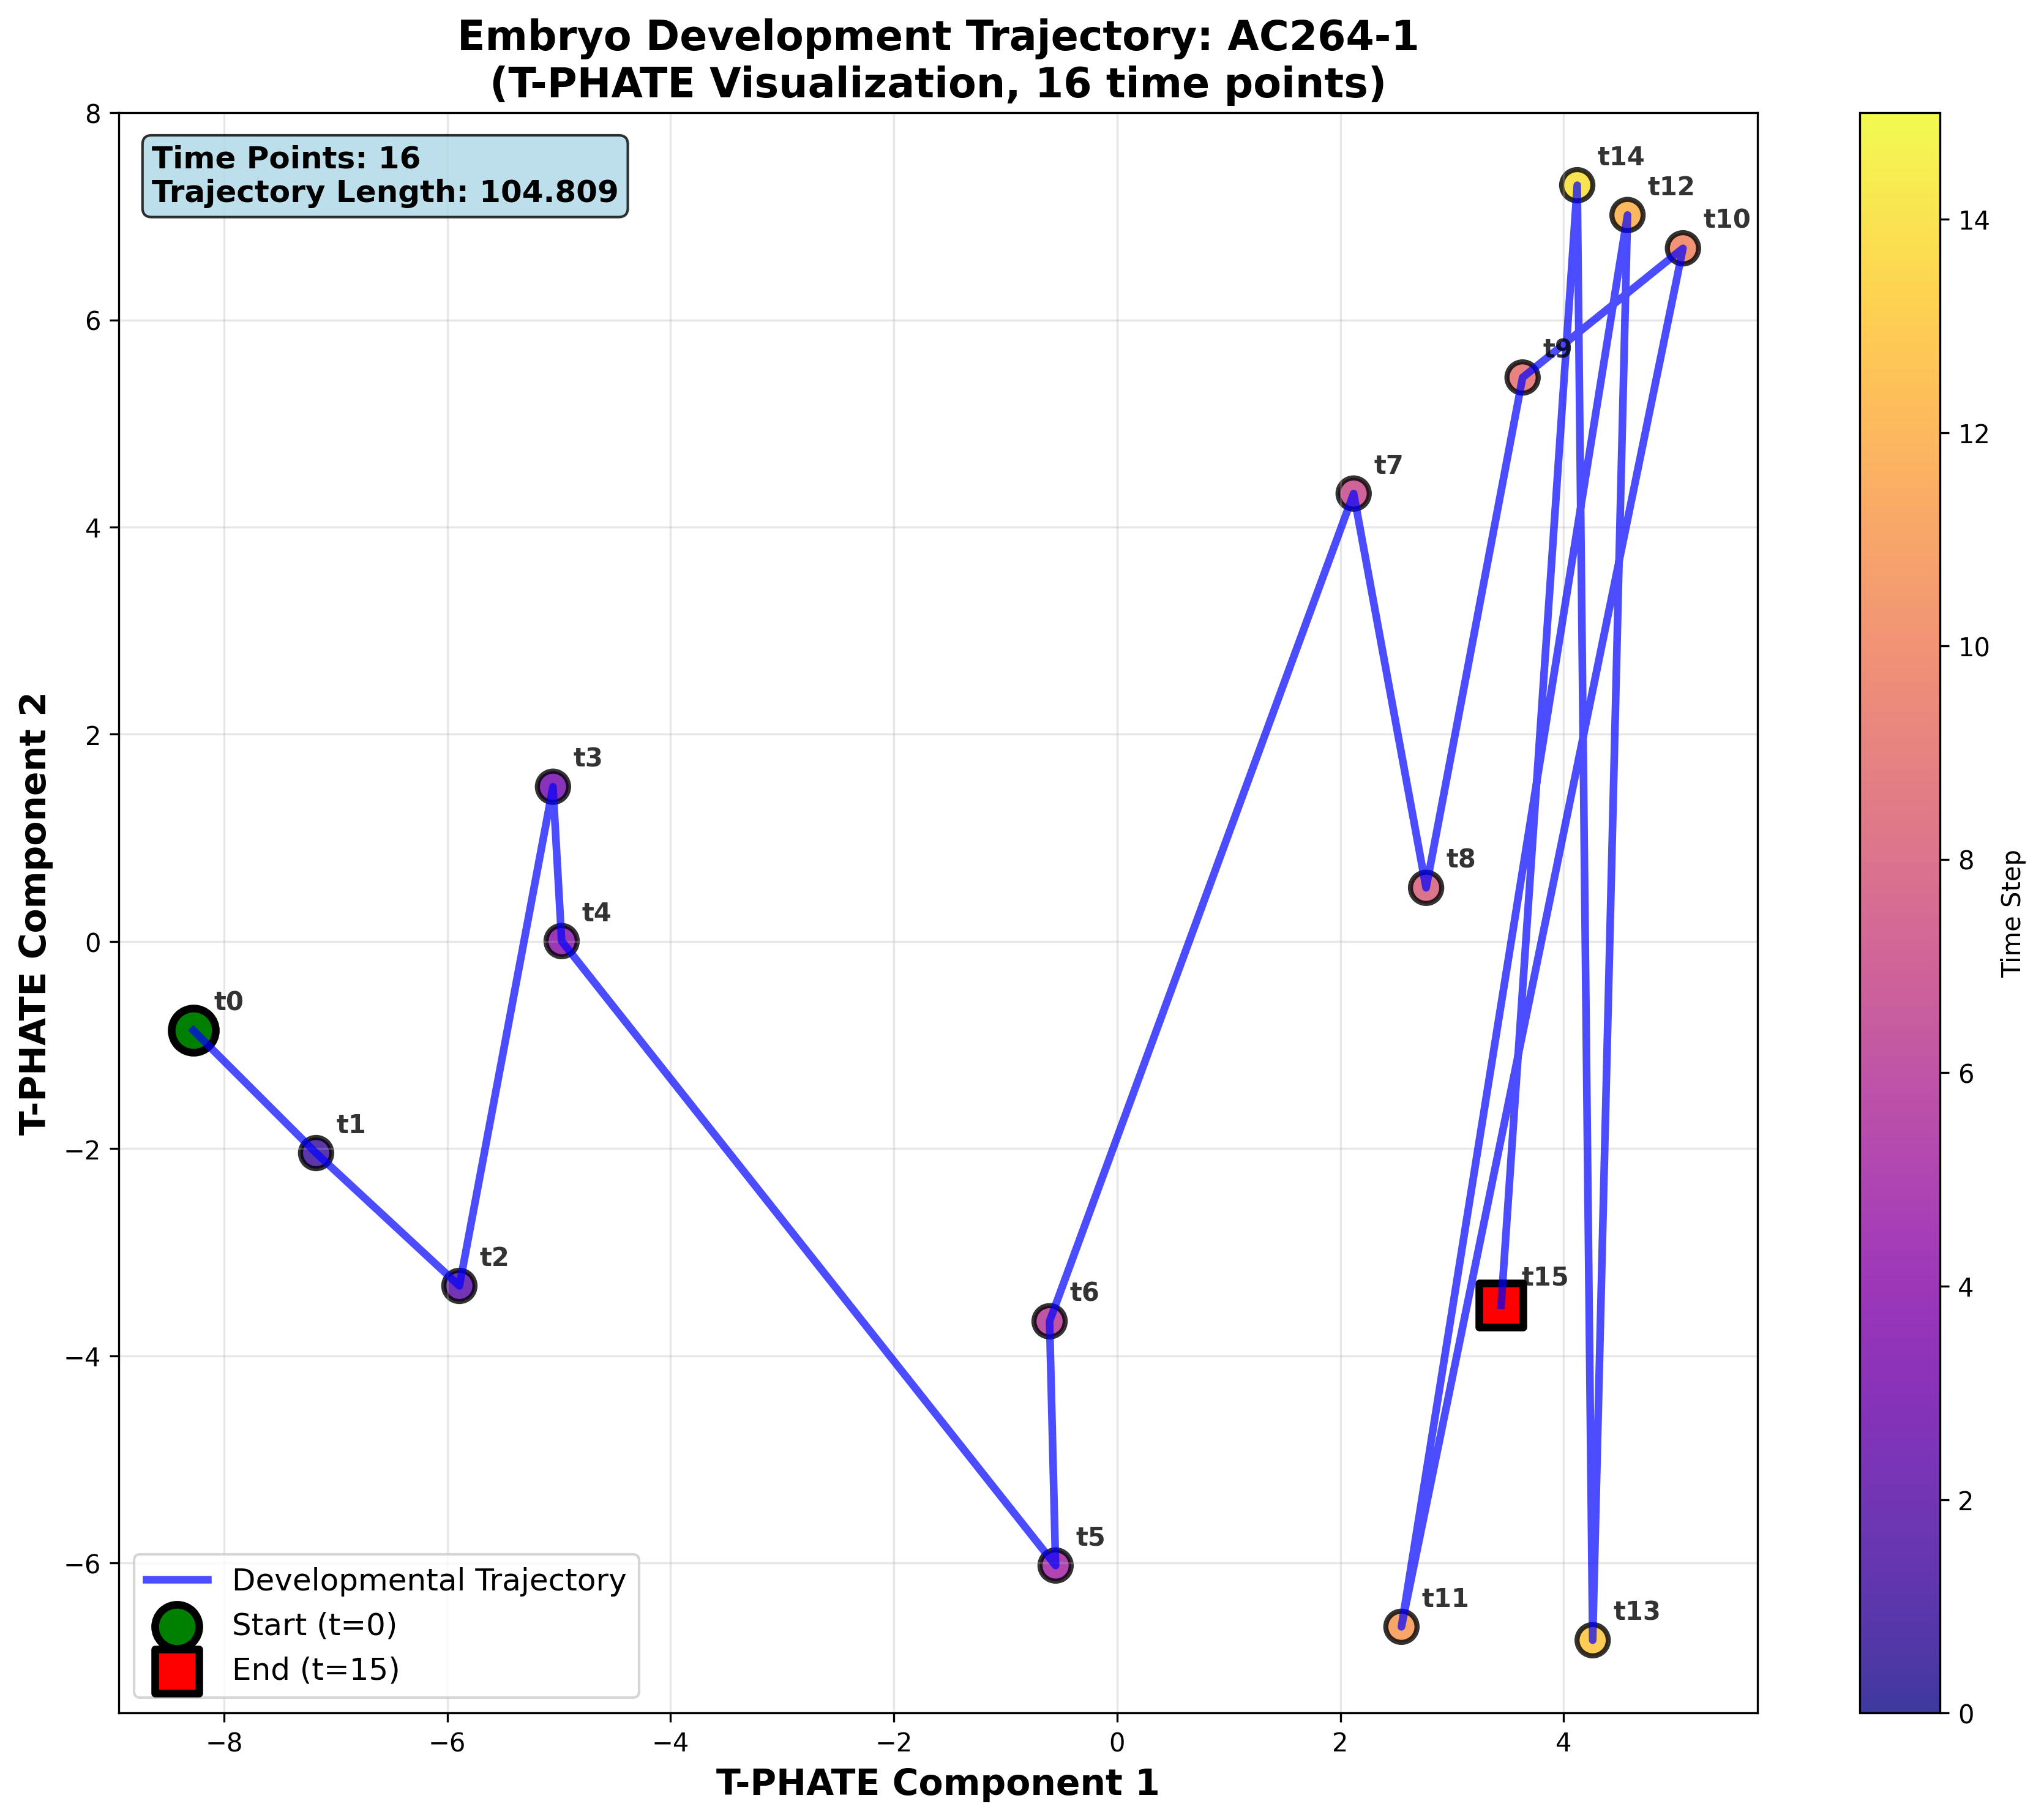 Embryo Development Trajectory: AC264-1
(T-PHATE Visualization, 16 time points)
Time Points: 16
Trajectory Length: 104.809
8
6
4
2
0
−2
−4
−6
T-PHATE Component 2
t0
t1
t2
t3
t4
t5
t6
t7
t8
t9
t10
t11
t12
t13
t14
t15
Developmental Trajectory
Start (t=0)
End (t=15)
−8
−6
−4
−2
0
2
4
T-PHATE Component 1
14
12
10
8
6
4
2
0
Time Step